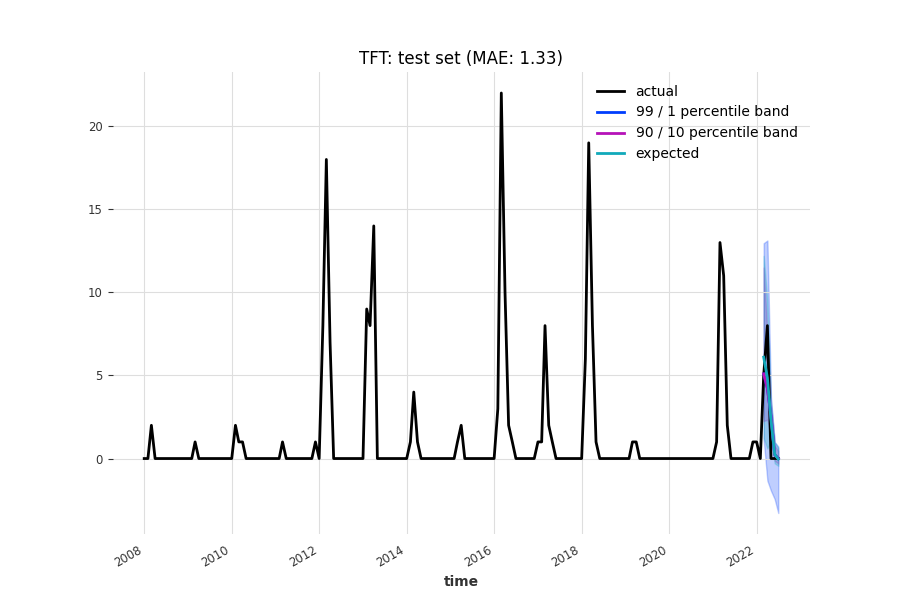 TFT: test set (MAE: 1.33)
actual
99 / 1 percentile band
90 / 10 percentile band
expected
20
15
10
5
0
2008
2010
2012
2014
2016
2018
2020
2022
time